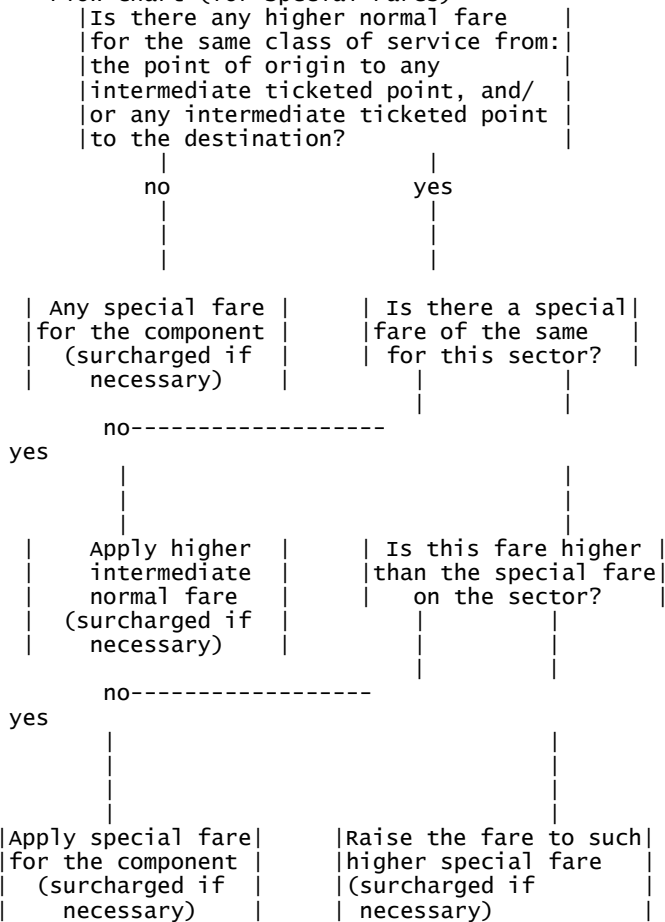 Flow Chart (for Special Fares)
|Is there any higher normal fare |
|for the same class of service from:|
|the point of origin to any |
|intermediate ticketed point, and/ |
|or any intermediate ticketed point |
|to the destination? |
| |
no yes
| |
| |
| |
| Any special fare | | Is there a special|
|for the component | |fare of the same |
| (surcharged if | | for this sector? |
| necessary) | | |
| |
no-------------------
yes
| |
| |
| |
| Apply higher | | Is this fare higher |
| intermediate | |than the special fare|
| normal fare | | on the sector? |
| (surcharged if | | |
| necessary) | | |
| |
no------------------
yes
| |
| |
| |
| |
|Apply special fare| |Raise the fare to such|
|for the component | |higher special fare |
| (surcharged if | |(surcharged if |
| necessary) | | necessary) |